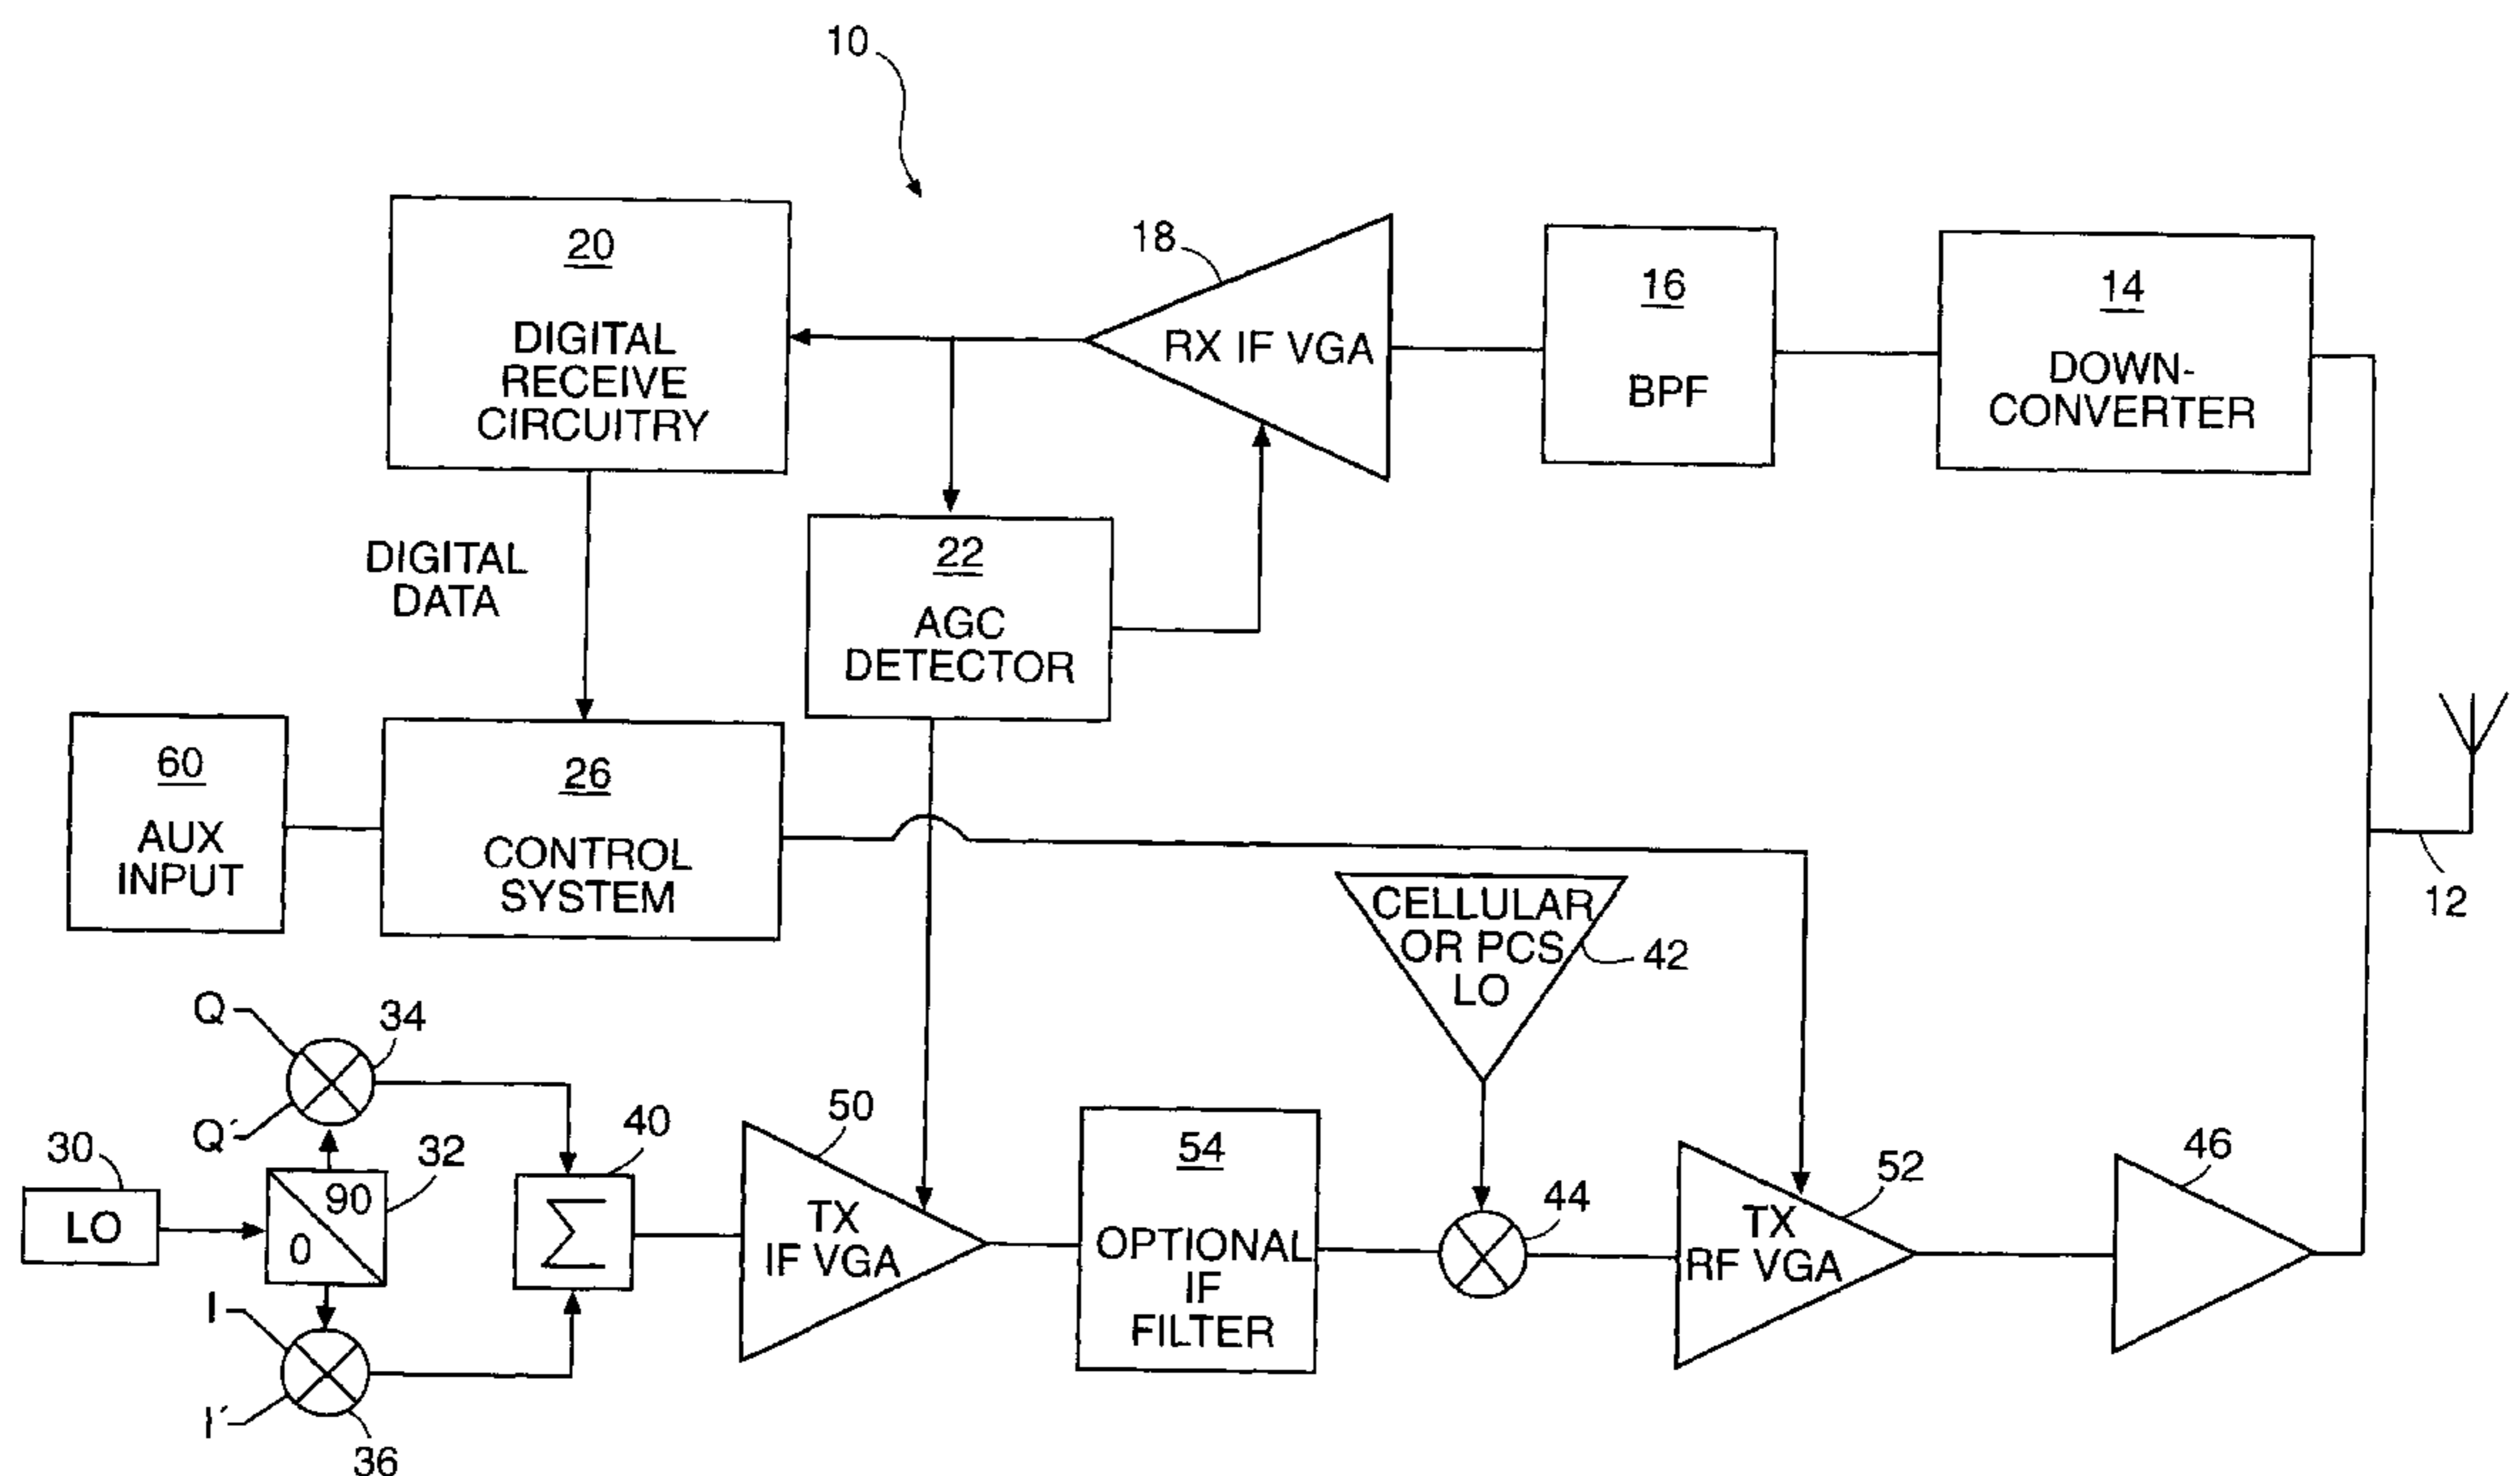 10
20
DIGITAL
RECEIVE
CIRCUITRY
18
RX IF VGA
16
BPF
14
DOWN-
CONVERTER
DIGITAL
DATA
22
AGC
DETECTOR
60
AUX
INPUT
26
CONTROL
SYSTEM
12
CELLULAR
OR PCS
LO
42
Q
Q´
34
30
LO
90
0
32
I
I´
36
40
Σ
50
TX
IF VGA
54
OPTIONAL
IF
FILTER
44
TX
RF VGA
52
46